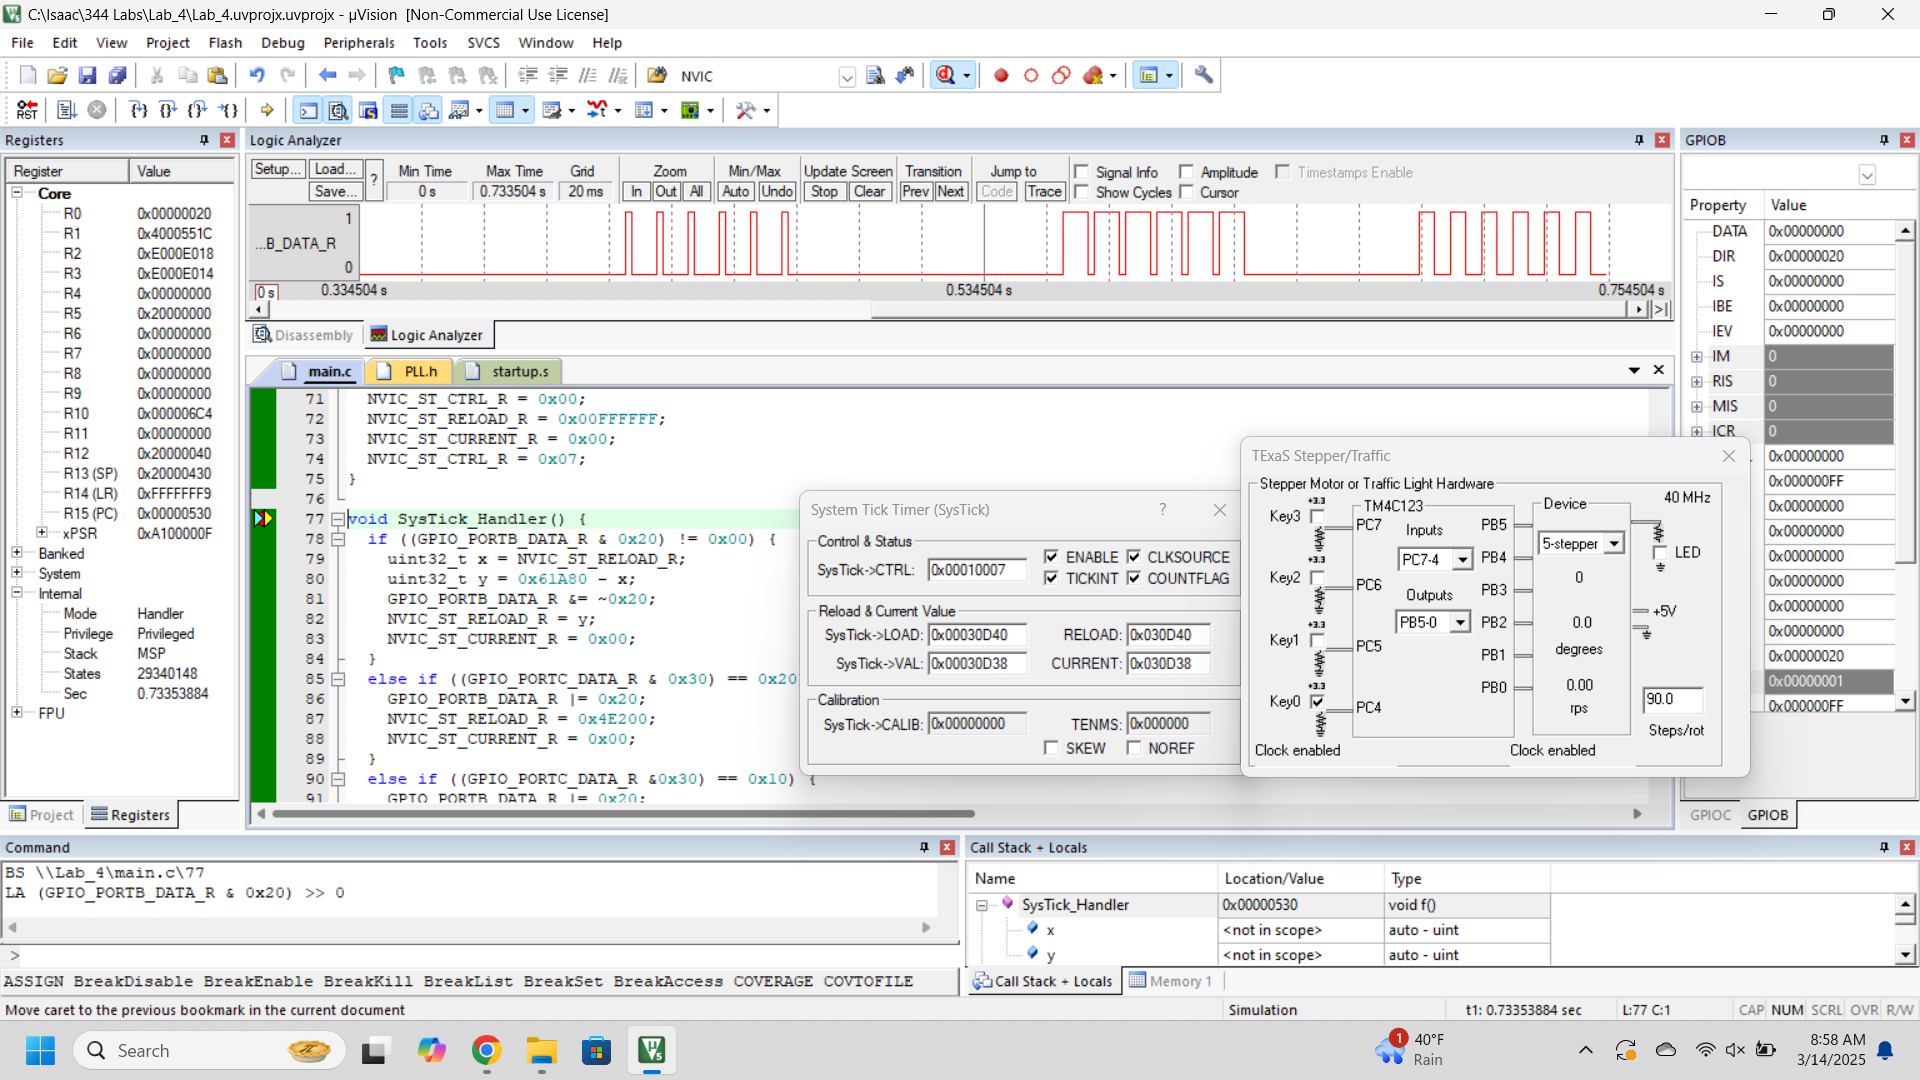 C:\Isaac\344 Labs\Lab_4\Lab_4.uvprojx.uvprojx - µVision [Non-Commercial Use License]
File Edit View Project Flash Debug Peripherals Tools SVCS Window Help
NVIC
RST
Registers
Register Value
Core
R0 0x00000020
R1 0x4000551C
R2 0xE000E018
R3 0xE000E014
R4 0x00000000
R5 0x20000000
R6 0x00000000
R7 0x00000000
R8 0x00000000
R9 0x00000000
R10 0x000006C4
R11 0x00000000
R12 0x20000040
R13 (SP) 0x20000430
R14 (LR) 0xFFFFFFF9
R15 (PC) 0x00000530
xPSR 0xA100000F
Banked
System
Internal
Mode Handler
Privilege Privileged
Stack MSP
States 29340148
Sec 0.73353884
FPU
Project Registers
Logic Analyzer
Setup... Load... Save... ?
Min Time Max Time Grid Zoom Min/Max Update Screen Transition Jump to
0 s 0.733504 s 20 ms In Out All Auto Undo Stop Clear Prev Next Code Trace
Signal Info Amplitude Timestamps Enable
Show Cycles Cursor
1
...B_DATA_R
0
0 s 0.334504 s 0.534504 s 0.754504 s
Disassembly Logic Analyzer
main.c PLL.h startup.s
71 NVIC_ST_CTRL_R = 0x00;
72 NVIC_ST_RELOAD_R = 0x00FFFFFF;
73 NVIC_ST_CURRENT_R = 0x00;
74 NVIC_ST_CTRL_R = 0x07;
75 }
76
77 void SysTick_Handler() {
78 if ((GPIO_PORTB_DATA_R & 0x20) != 0x00) {
79 uint32_t x = NVIC_ST_RELOAD_R;
80 uint32_t y = 0x61A80 - x;
81 GPIO_PORTB_DATA_R &= ~0x20;
82 NVIC_ST_RELOAD_R = y;
83 NVIC_ST_CURRENT_R = 0x00;
84 }
85 else if ((GPIO_PORTC_DATA_R & 0x30) == 0x20
86 GPIO_PORTB_DATA_R |= 0x20;
87 NVIC_ST_RELOAD_R = 0x4E200;
88 NVIC_ST_CURRENT_R = 0x00;
89 }
90 else if ((GPIO_PORTC_DATA_R &0x30) == 0x10) {
91 GPIO_PORTB_DATA_R |= 0x20;
System Tick Timer (SysTick) ?
Control & Status
SysTick->CTRL: 0x00010007 ENABLE CLKSOURCE
TICKINT COUNTFLAG
Reload & Current Value
SysTick->LOAD: 0x00030D40 RELOAD: 0x030D40
SysTick->VAL: 0x00030D38 CURRENT: 0x030D38
Calibration
SysTick->CALIB: 0x00000000 TENMS: 0x000000
SKEW NOREF
TExaS Stepper/Traffic
Stepper Motor or Traffic Light Hardware
+3.3
Key3 PC7
+3.3
Key2 PC6
+3.3
Key1 PC5
+3.3
Key0 PC4
TM4C123
Inputs
PC7-4
Outputs
PB5-0
PB5
PB4
PB3
PB2
PB1
PB0
Device
5-stepper
0
0.0
degrees
0.00
rps
40 MHz
LED
+5V
90.0
Steps/rot
Clock enabled Clock enabled
GPIOB
Property Value
DATA 0x00000000
DIR 0x00000020
IS 0x00000000
IBE 0x00000000
IEV 0x00000000
IM 0
RIS 0
MIS 0
ICR 0
0x00000000
0x000000FF
0x00000000
0x00000000
0x00000000
0x00000000
0x00000000
0x00000000
0x00000020
0x00000001
0x000000FF
GPIOC GPIOB
Command
BS \\Lab_4\main.c\77
LA (GPIO_PORTB_DATA_R & 0x20) >> 0
>
ASSIGN BreakDisable BreakEnable BreakKill BreakList BreakSet BreakAccess COVERAGE COVTOFILE
Call Stack + Locals
Name Location/Value Type
SysTick_Handler 0x00000530 void f()
x <not in scope> auto - uint
y <not in scope> auto - uint
Call Stack + Locals Memory 1
Move caret to the previous bookmark in the current document Simulation t1: 0.73353884 sec L:77 C:1 CAP NUM SCRL OVR R/W
Search
1
40°F
Rain
8:58 AM
3/14/2025